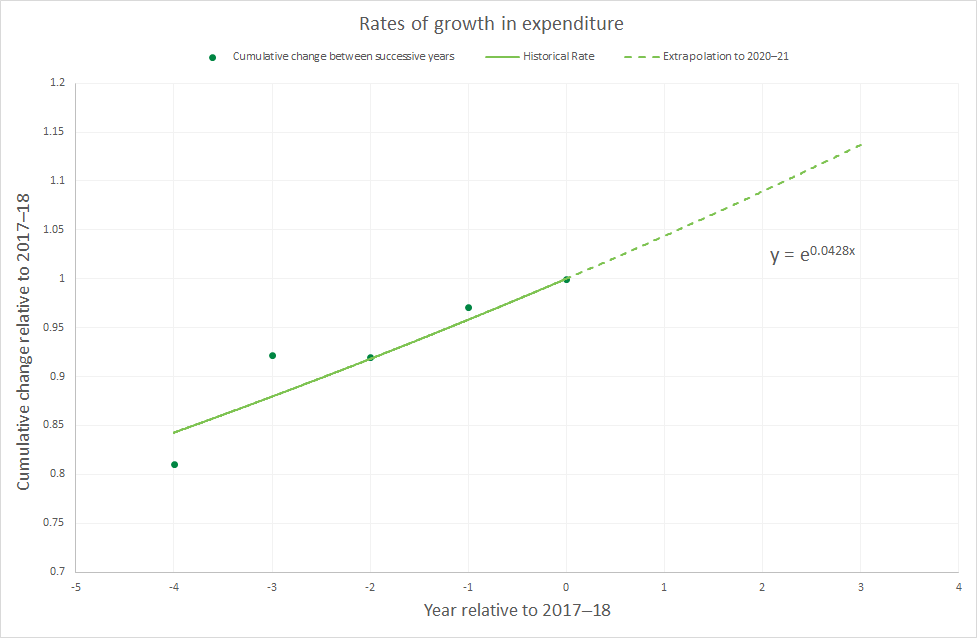 Rates of growth in expenditure
Cumulative change between successive years Historical Rate Extrapolation to 2020–21
1.2
1.15
1.1
1.05
1
0.95
0.9
0.85
0.8
0.75
0.7
Cumulative change relative to 2017–18
y = e^0.0428x
-5 -4 -3 -2 -1 0 1 2 3 4
Year relative to 2017–18